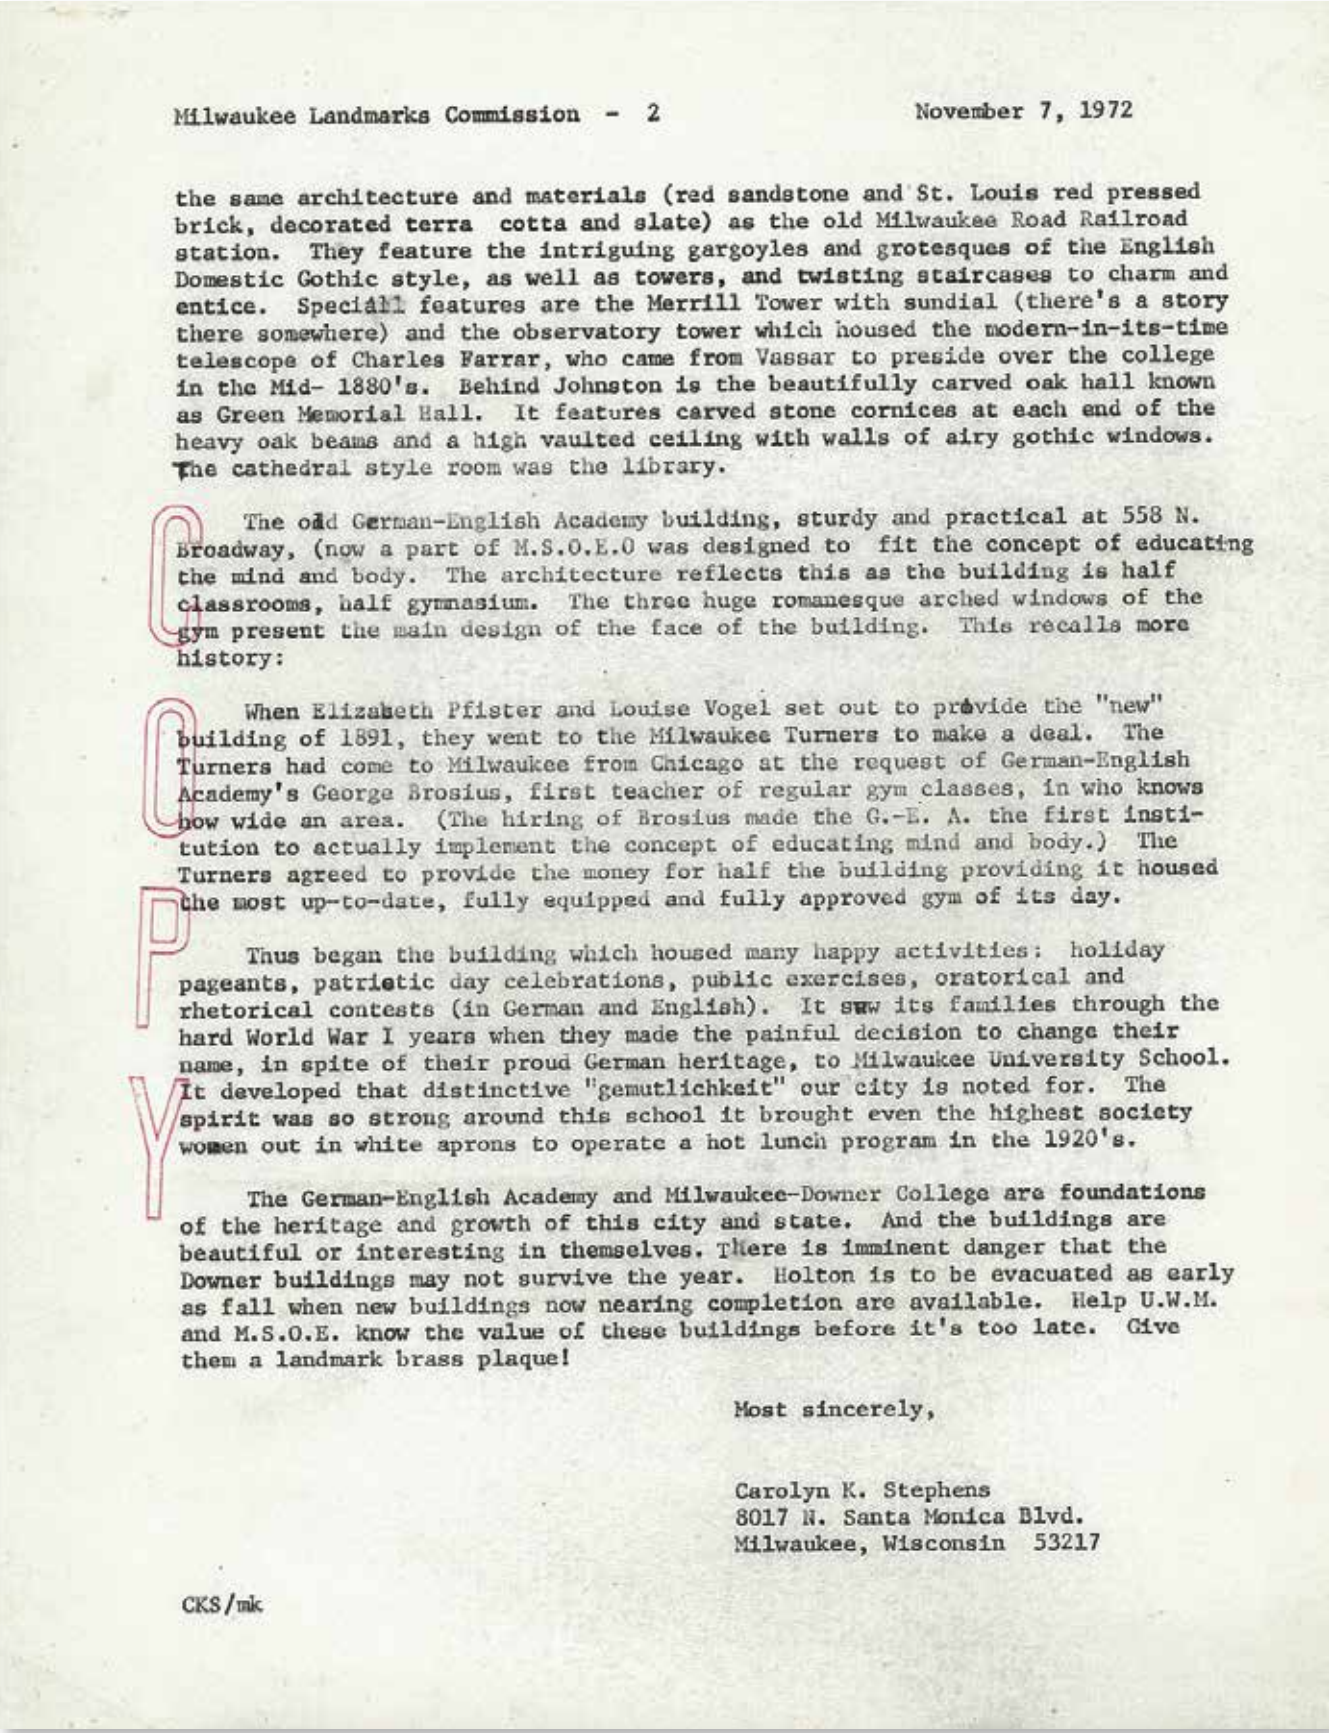 Milwaukee Landmarks Commission - 2 November 7, 1972
the same architecture and materials (red sandstone and St. Louis red pressed
brick, decorated terra cotta and slate) as the old Milwaukee Road Railroad
station. They feature the intriguing gargoyles and grotesques of the English
Domestic Gothic style, as well as towers, and twisting staircases to charm and
entice. Speciall features are the Merrill Tower with sundial (there's a story
there somewhere) and the observatory tower which housed the modern-in-its-time
telescope of Charles Farrar, who came from Vassar to preside over the college
in the Mid- 1880's. Behind Johnston is the beautifully carved oak hall known
as Green Memorial Hall. It features carved stone cornices at each end of the
heavy oak beams and a high vaulted ceiling with walls of airy gothic windows.
The cathedral style room was the library.
The old German-English Academy building, sturdy and practical at 558 N.
Broadway, (now a part of M.S.O.E.O was designed to fit the concept of educating
the mind and body. The architecture reflects this as the building is half
classrooms, half gymnasium. The three huge romanesque arched windows of the
gym present the main design of the face of the building. This recalls more
history:
When Elizabeth Pfister and Louise Vogel set out to provide the "new"
building of 1891, they went to the Milwaukee Turners to make a deal. The
Turners had come to Milwaukee from Chicago at the request of German-English
Academy's George Brosius, first teacher of regular gym classes, in who knows
how wide an area. (The hiring of Brosius made the G.-E. A. the first insti-
tution to actually implement the concept of educating mind and body.) The
Turners agreed to provide the money for half the building providing it housed
the most up-to-date, fully equipped and fully approved gym of its day.
Thus began the building which housed many happy activities: holiday
pageants, patriotic day celebrations, public exercises, oratorical and
rhetorical contests (in German and English). It saw its families through the
hard World War I years when they made the painful decision to change their
name, in spite of their proud German heritage, to Milwaukee University School.
It developed that distinctive "gemutlichkeit" our city is noted for. The
spirit was so strong around this school it brought even the highest society
women out in white aprons to operate a hot lunch program in the 1920's.
The German-English Academy and Milwaukee-Downer College are foundations
of the heritage and growth of this city and state. And the buildings are
beautiful or interesting in themselves. There is imminent danger that the
Downer buildings may not survive the year. Holton is to be evacuated as early
as fall when new buildings now nearing completion are available. Help U.W.M.
and M.S.O.E. know the value of these buildings before it's too late. Give
them a landmark brass plaque!
Most sincerely,
Carolyn K. Stephens
8017 N. Santa Monica Blvd.
Milwaukee, Wisconsin 53217
CKS/mk
COPY